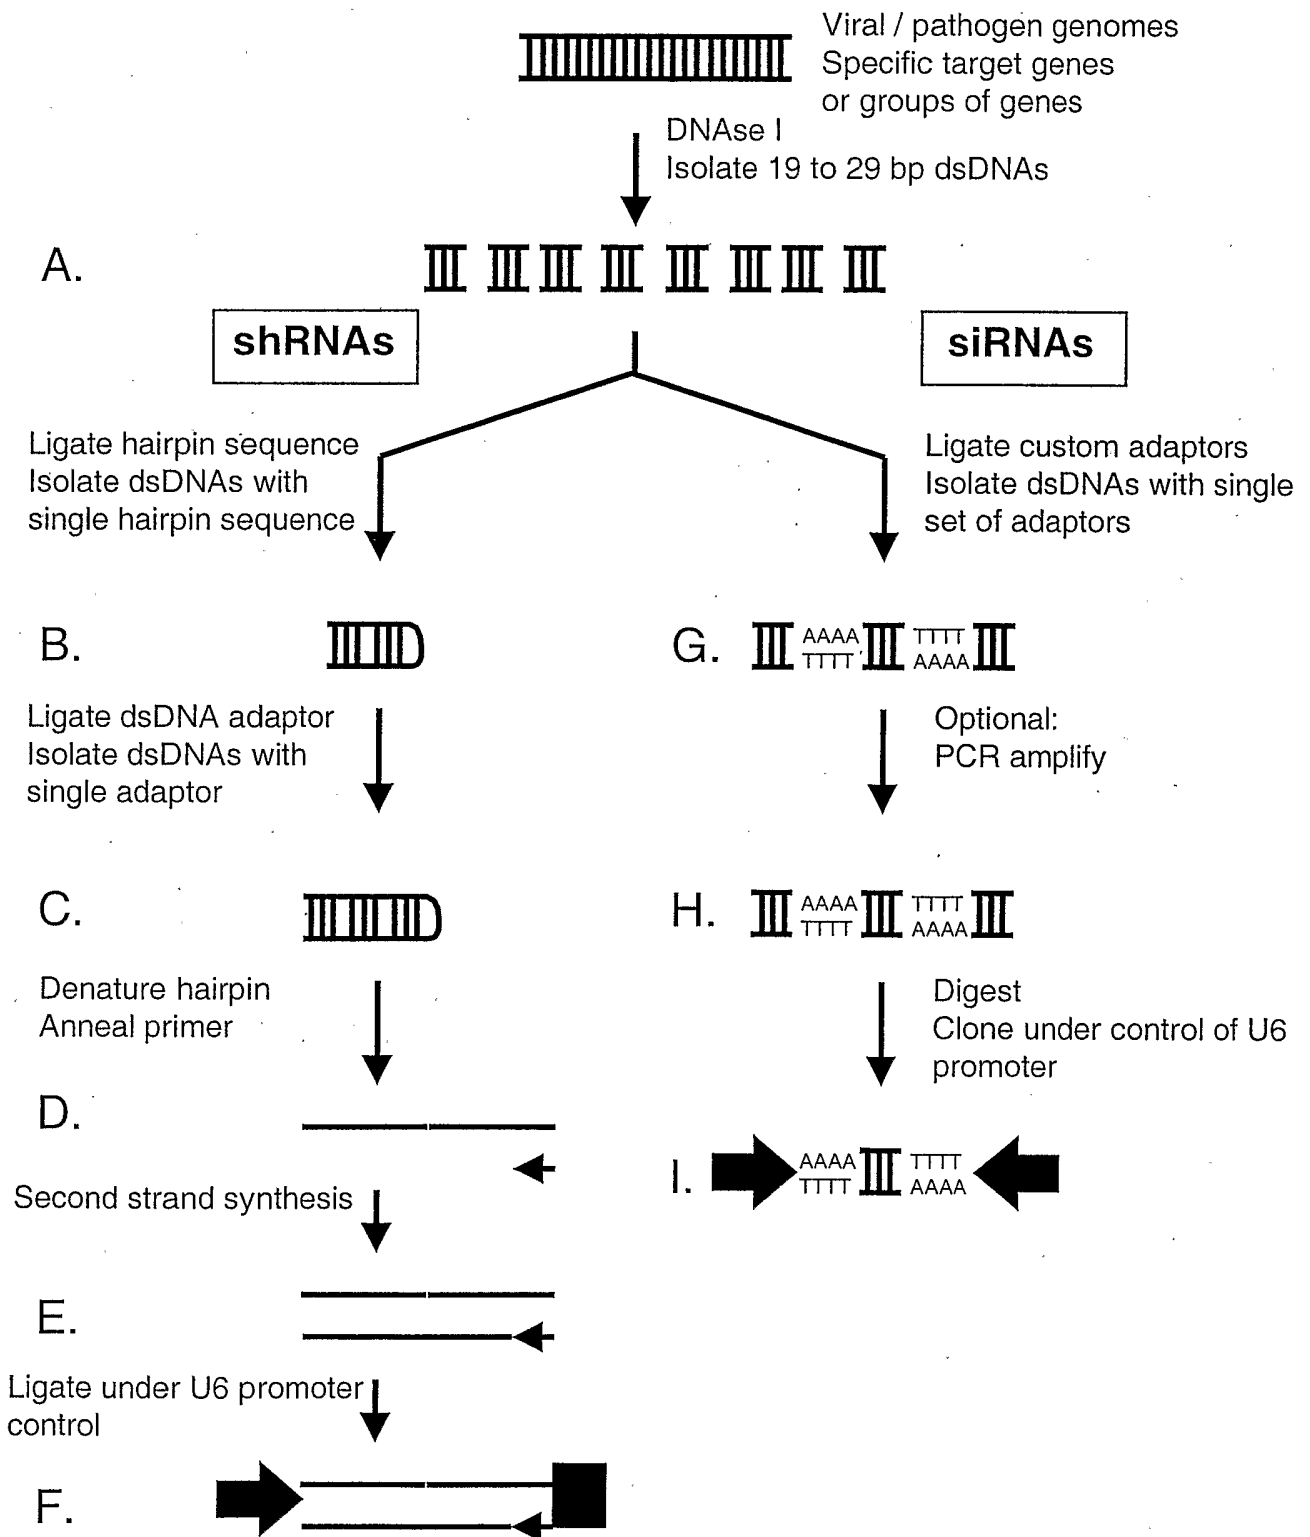 Viral / pathogen genomes
Specific target genes
or groups of genes
DNAse I
Isolate 19 to 29 bp dsDNAs
A.
shRNAs
siRNAs
Ligate hairpin sequence
Isolate dsDNAs with
single hairpin sequence
Ligate custom adaptors
Isolate dsDNAs with single
set of adaptors
B.
G.
AAAA
TTTT
TTTT
AAAA
Ligate dsDNA adaptor
Isolate dsDNAs with
single adaptor
Optional:
PCR amplify
C.
H.
AAAA
TTTT
TTTT
AAAA
Denature hairpin
Anneal primer
Digest
Clone under control of U6
promoter
D.
I.
AAAA
TTTT
TTTT
AAAA
Second strand synthesis
E.
Ligate under U6 promoter
control
F.